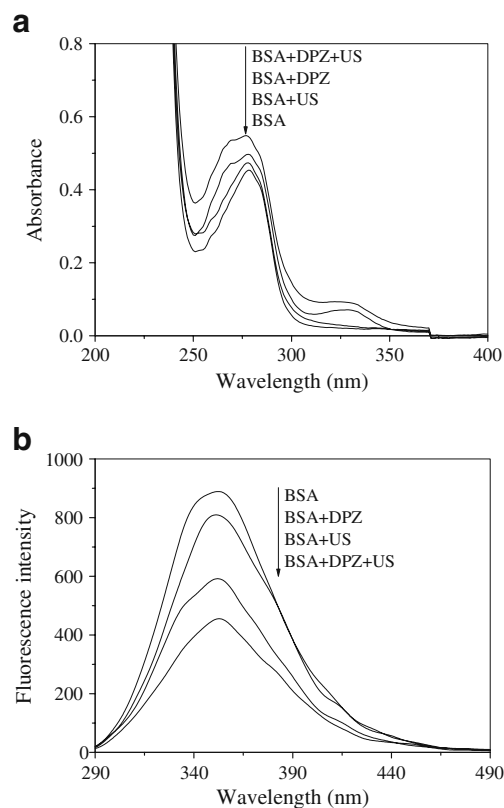 a
0.8
BSA+DPZ+US
BSA+DPZ
BSA+US
BSA
0.6
0.4
0.2
0.0
Absorbance
200 250 300 350 400
Wavelength (nm)
b
1000
BSA
BSA+DPZ
BSA+US
BSA+DPZ+US
800
600
400
200
0
Fluorescence intensity
290 340 390 440 490
Wavelength (nm)